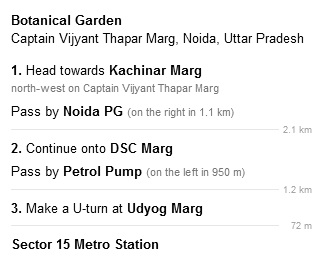 Botanical Garden
Captain Vijyant Thapar Marg, Noida, Uttar Pradesh
1. Head towards Kachinar Marg
north-west on Captain Vijyant Thapar Marg
Pass by Noida PG (on the right in 1.1 km)
2.1 km
2. Continue onto DSC Marg
Pass by Petrol Pump (on the left in 950 m)
1.2 km
3. Make a U-turn at Udyog Marg
72 m
Sector 15 Metro Station